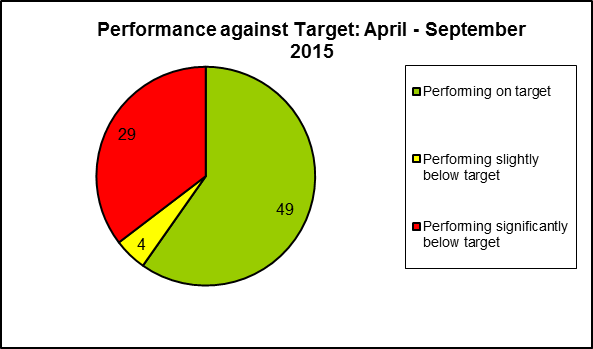 Performance against Target: April - September
2015
29
49
4
Performing on target
Performing slightly
below target
Performing significantly
below target